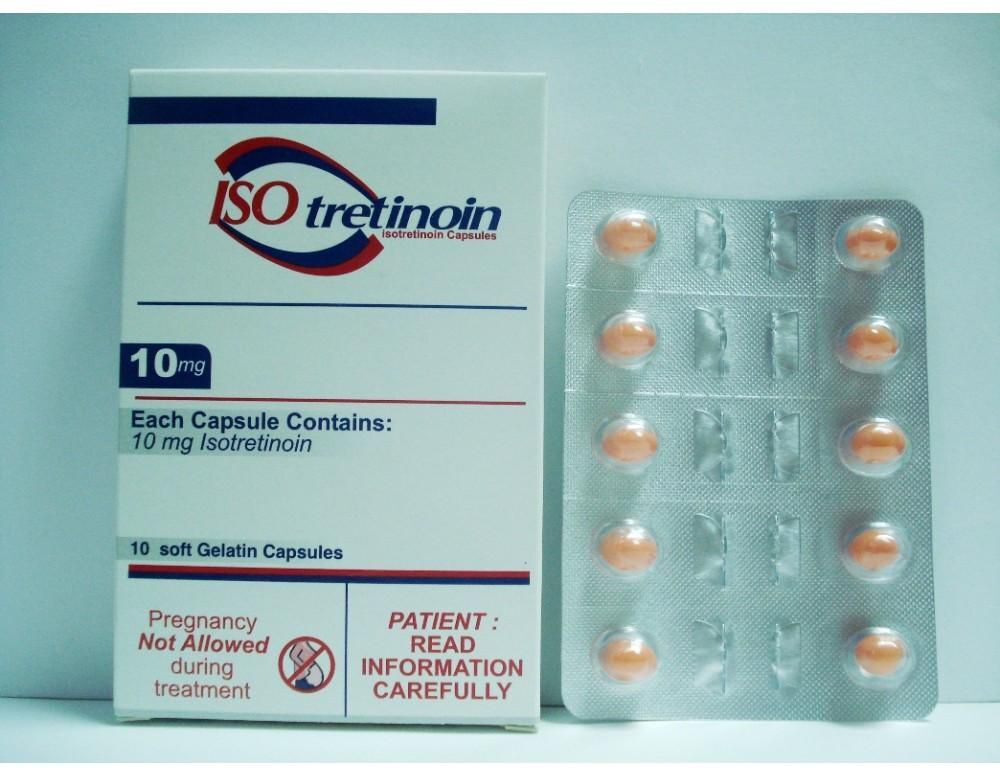 ISO tretinoin
Isotretinoin Capsules
10mg
Each Capsule Contains:
10 mg Isotretinoin
10 soft Gelatin Capsules
Pregnancy
Not Allowed
during
treatment
PATIENT :
READ
INFORMATION
CAREFULLY